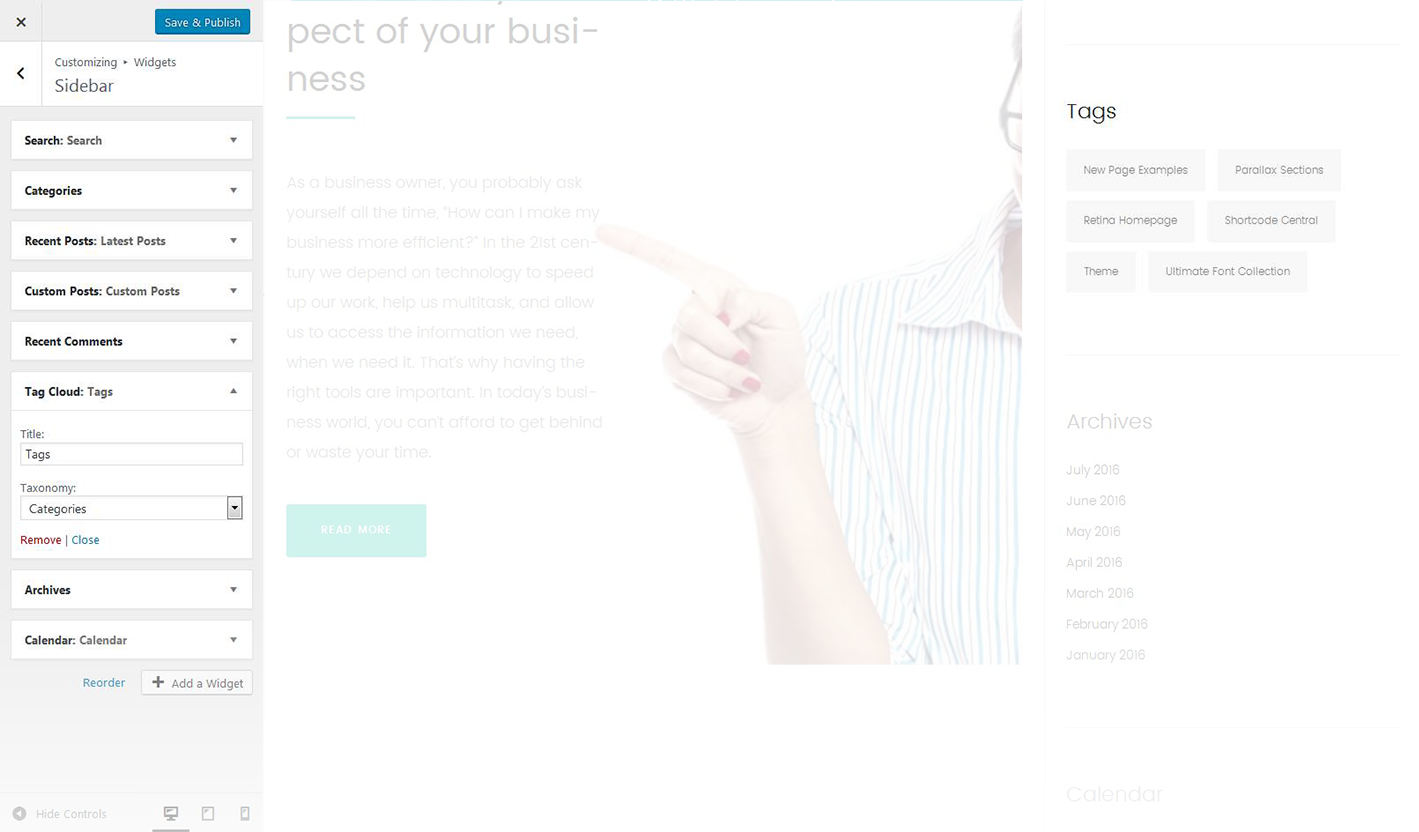 Save & Publish
Customizing ▸ Widgets
Sidebar
Search: Search
Categories
Recent Posts: Latest Posts
Custom Posts: Custom Posts
Recent Comments
Tag Cloud: Tags
Title:
Tags
Taxonomy:
Categories
Remove | Close
Archives
Calendar: Calendar
Reorder
Add a Widget
Hide Controls
pect of your busi-
ness
As a business owner, you probably ask
yourself all the time, "How can I make my
business more efficient?" In the 21st cen-
tury we depend on technology to speed
up our work, help us multitask, and allow
us to access the information we need,
when we need it. That's why having the
right tools are important. In today's busi-
ness world, you can't afford to get behind
or waste your time.
READ MORE
Tags
New Page Examples
Parallax Sections
Retina Homepage
Shortcode Central
Theme
Ultimate Font Collection
Archives
July 2016
June 2016
May 2016
April 2016
March 2016
February 2016
January 2016
Calendar